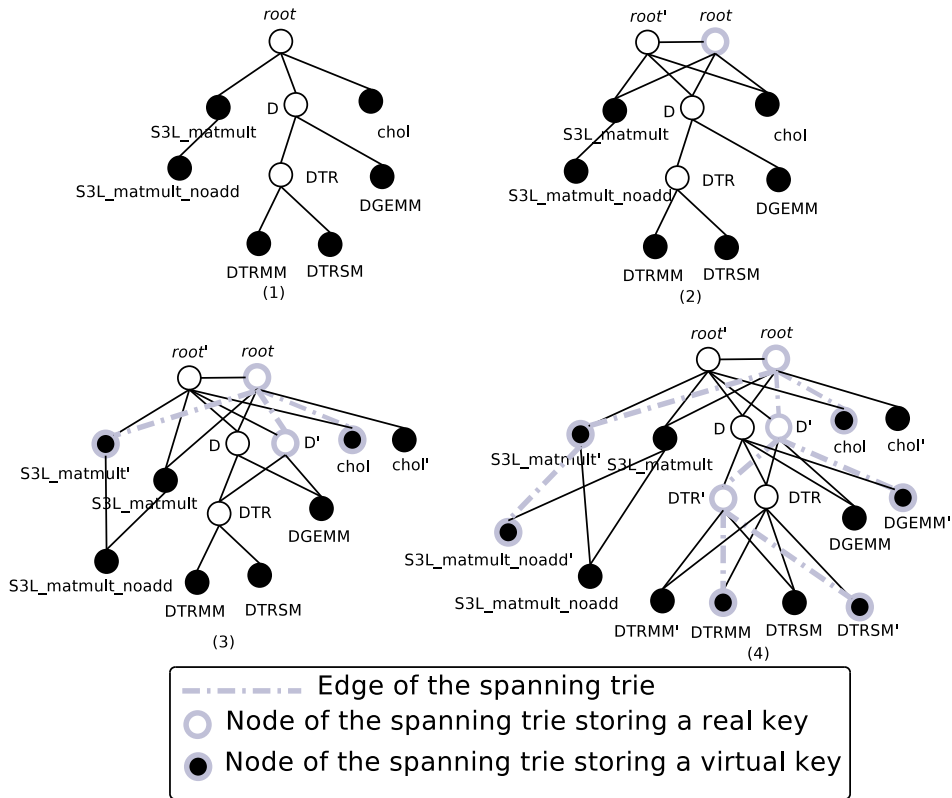 root
D
S3L_matmult
chol
DTR
S3L_matmult_noadd
DGEMM
DTRMM
DTRSM
(1)
root'
root
D
S3L_matmult
chol
DTR
S3L_matmult_noadd
DGEMM
DTRMM
DTRSM
(2)
root'
root
D
D'
S3L_matmult'
chol
chol'
S3L_matmult
DTR
DGEMM
S3L_matmult_noadd
DTRMM
DTRSM
(3)
root'
root
D
D'
chol
chol'
S3L_matmult'
S3L_matmult
DTR'
DTR
DGEMM'
DGEMM
S3L_matmult_noadd'
S3L_matmult_noadd
DTRMM'
DTRMM
DTRSM
DTRSM'
(4)
Edge of the spanning trie
Node of the spanning trie storing a real key
Node of the spanning trie storing a virtual key